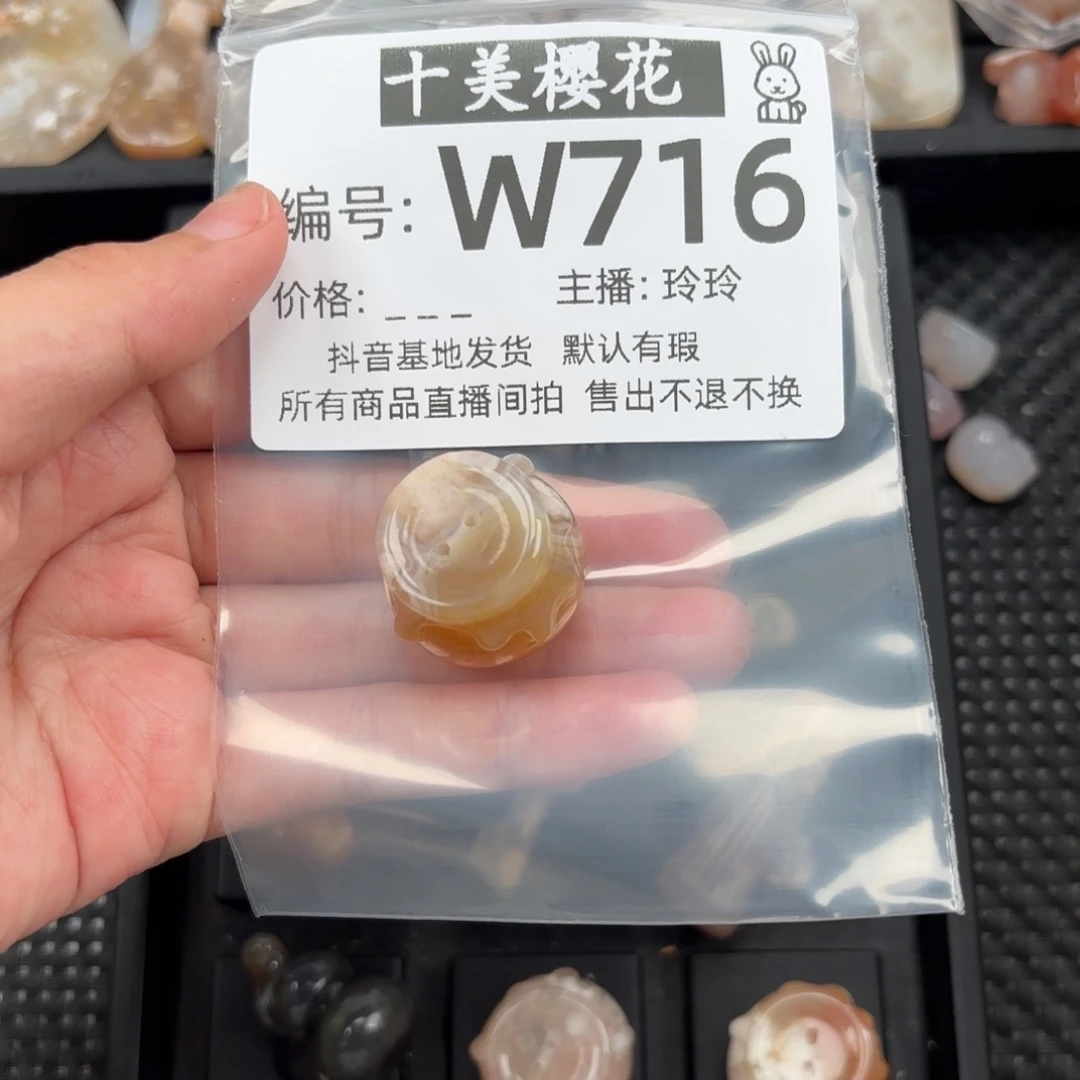 十美樱花
编号: W716
价格: _ _ _ 主播: 玲玲
抖音基地发货 默认有瑕
所有商品直播间拍 售出不退不换